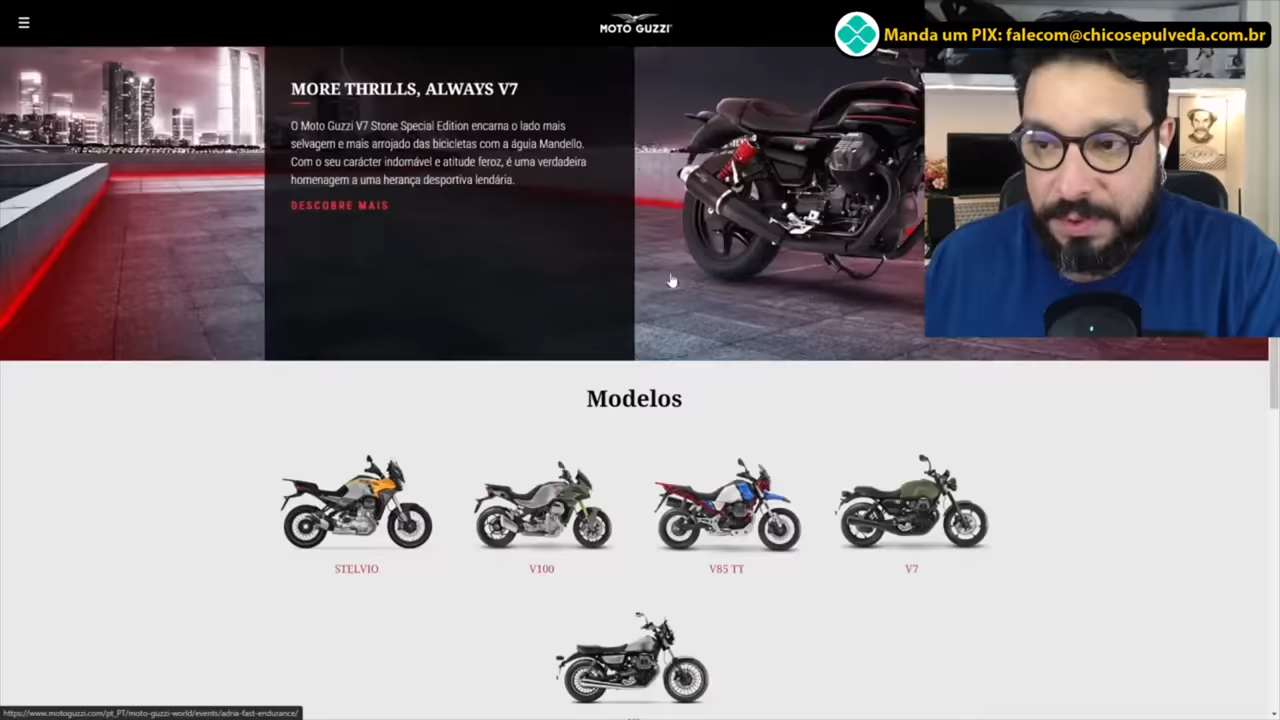 ☰
MOTO GUZZI
Manda um PIX: falecom@chicosepulveda.com.br
MORE THRILLS, ALWAYS V7
O Moto Guzzi V7 Stone Special Edition encarna o lado mais
selvagem e mais arrojado das bicicletas com a águia Mandello.
Com o seu carácter indomável e atitude feroz, é uma verdadeira
homenagem a uma herança desportiva lendária.
DESCOBRE MAIS
Modelos
STELVIO
V100
V85 TT
V7
https://www.motoguzzi.com/pt_PT/moto-guzzi-world/events/adria-fast-endurance/